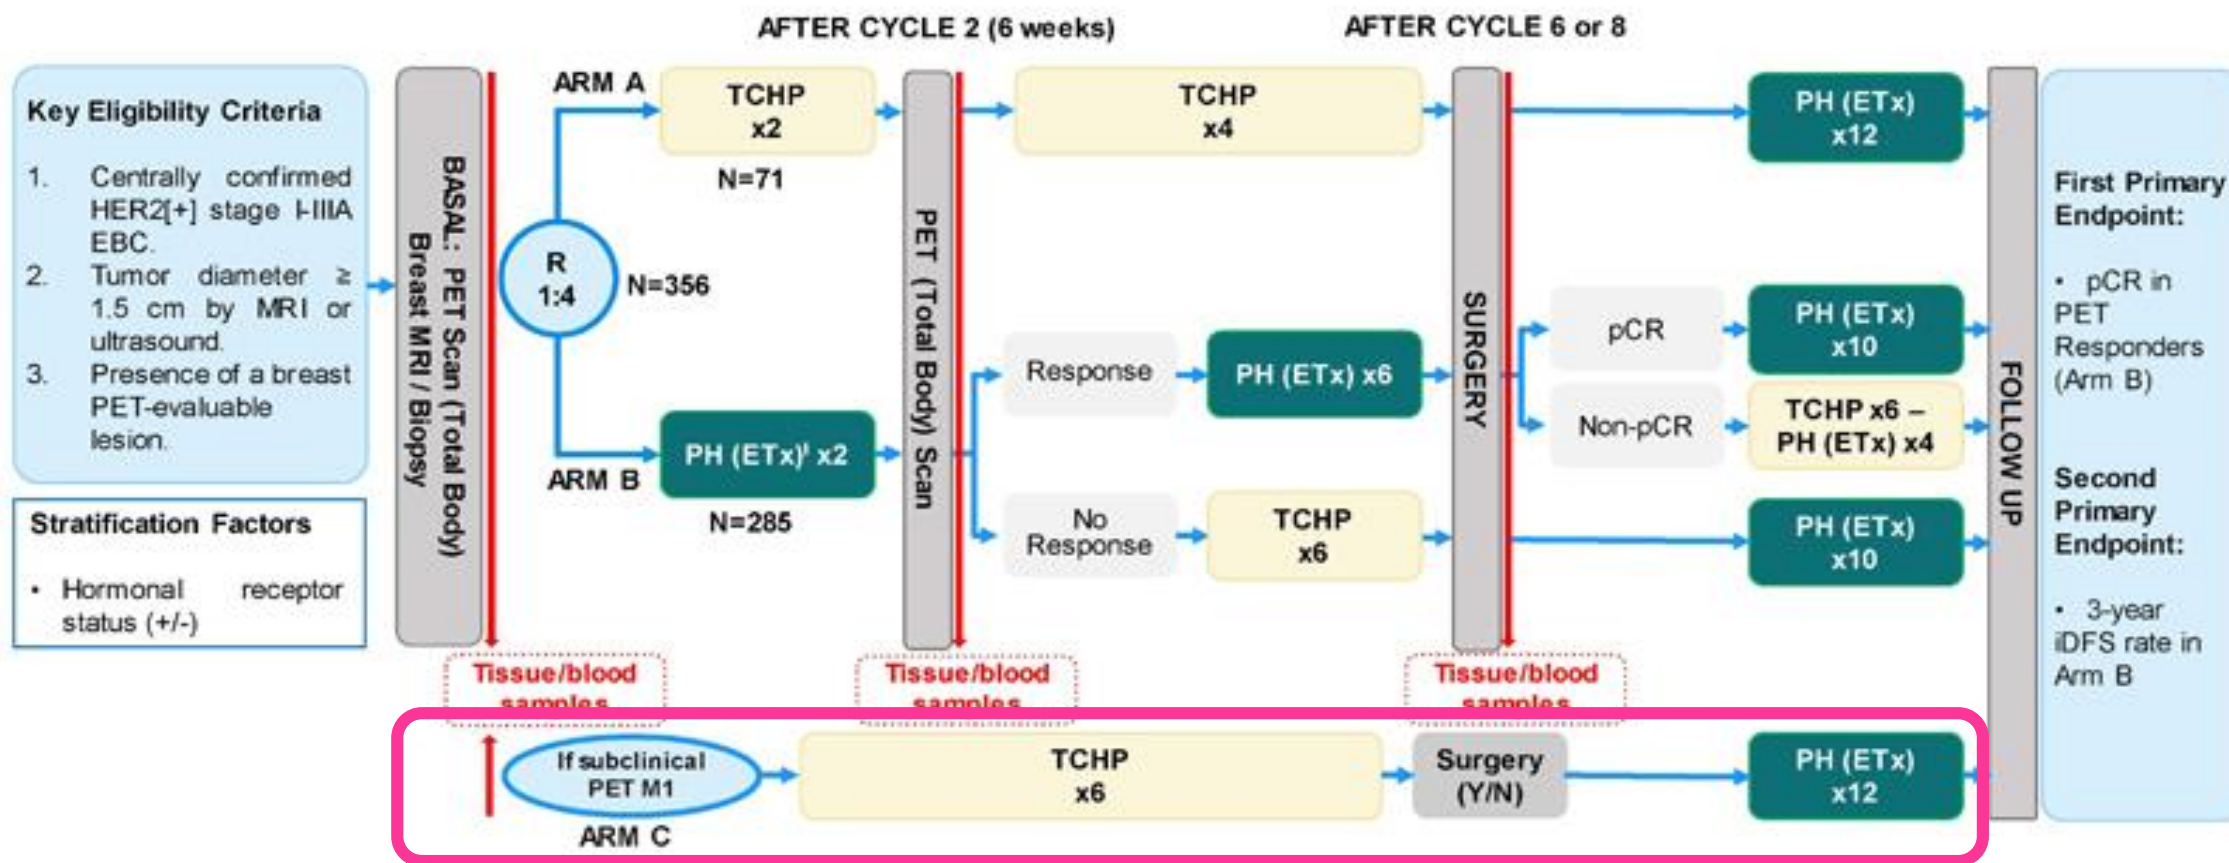 AFTER CYCLE 2 (6 weeks)
AFTER CYCLE 6 or 8
Key Eligibility Criteria
1. Centrally confirmed
HER2[+] stage I-IIIA
EBC.
2. Tumor diameter ≥
1.5 cm by MRI or
ultrasound.
3. Presence of a breast
PET-evaluable
lesion.
Stratification Factors
• Hormonal receptor
status (+/-)
BASAL: PET Scan (Total Body)
Breast MRI / Biopsy
R
1:4
N=356
ARM A
TCHP
x2
N=71
ARM B
PH (ETx)ᶦ x2
N=285
PET (Total Body) Scan
TCHP
x4
Response
PH (ETx) x6
No
Response
TCHP
x6
SURGERY
PH (ETx)
x12
pCR
PH (ETx)
x10
Non-pCR
TCHP x6 –
PH (ETx) x4
PH (ETx)
x10
FOLLOW UP
First Primary
Endpoint:
• pCR in
PET
Responders
(Arm B)
Second
Primary
Endpoint:
• 3-year
iDFS rate in
Arm B
Tissue/blood
samples
Tissue/blood
samples
Tissue/blood
samples
If subclinical
PET M1
ARM C
TCHP
x6
Surgery
(Y/N)
PH (ETx)
x12